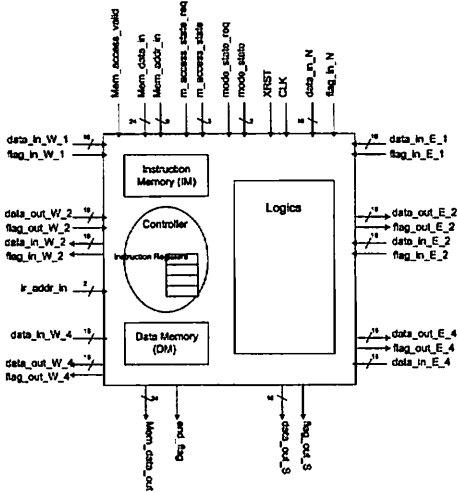 Mem_access_valid
Mem_data_in
Mem_addr_in
m_access_state_req
m_access_state
mode_state_req
mode_state
XRST
CLK
data_in_N
flag_in_N
24
2
16
data_in_W_1
16
flag_in_W_1
data_in_E_1
16
flag_in_E_1
Instruction
Memory (IM)
Logics
Controller
Instruction Registers
data_out_W_2
16
flag_out_W_2
data_in_W_2
16
flag_in_W_2
data_out_E_2
16
flag_out_E_2
data_in_E_2
16
flag_in_E_2
ir_addr_in
2
data_in_W_4
16
data_out_W_4
16
flag_out_W_4
Data Memory
(DM)
data_out_E_4
16
flag_out_E_4
data_in_E_4
16
24
16
Mem_data_out
end_flag
data_out_S
flag_out_S